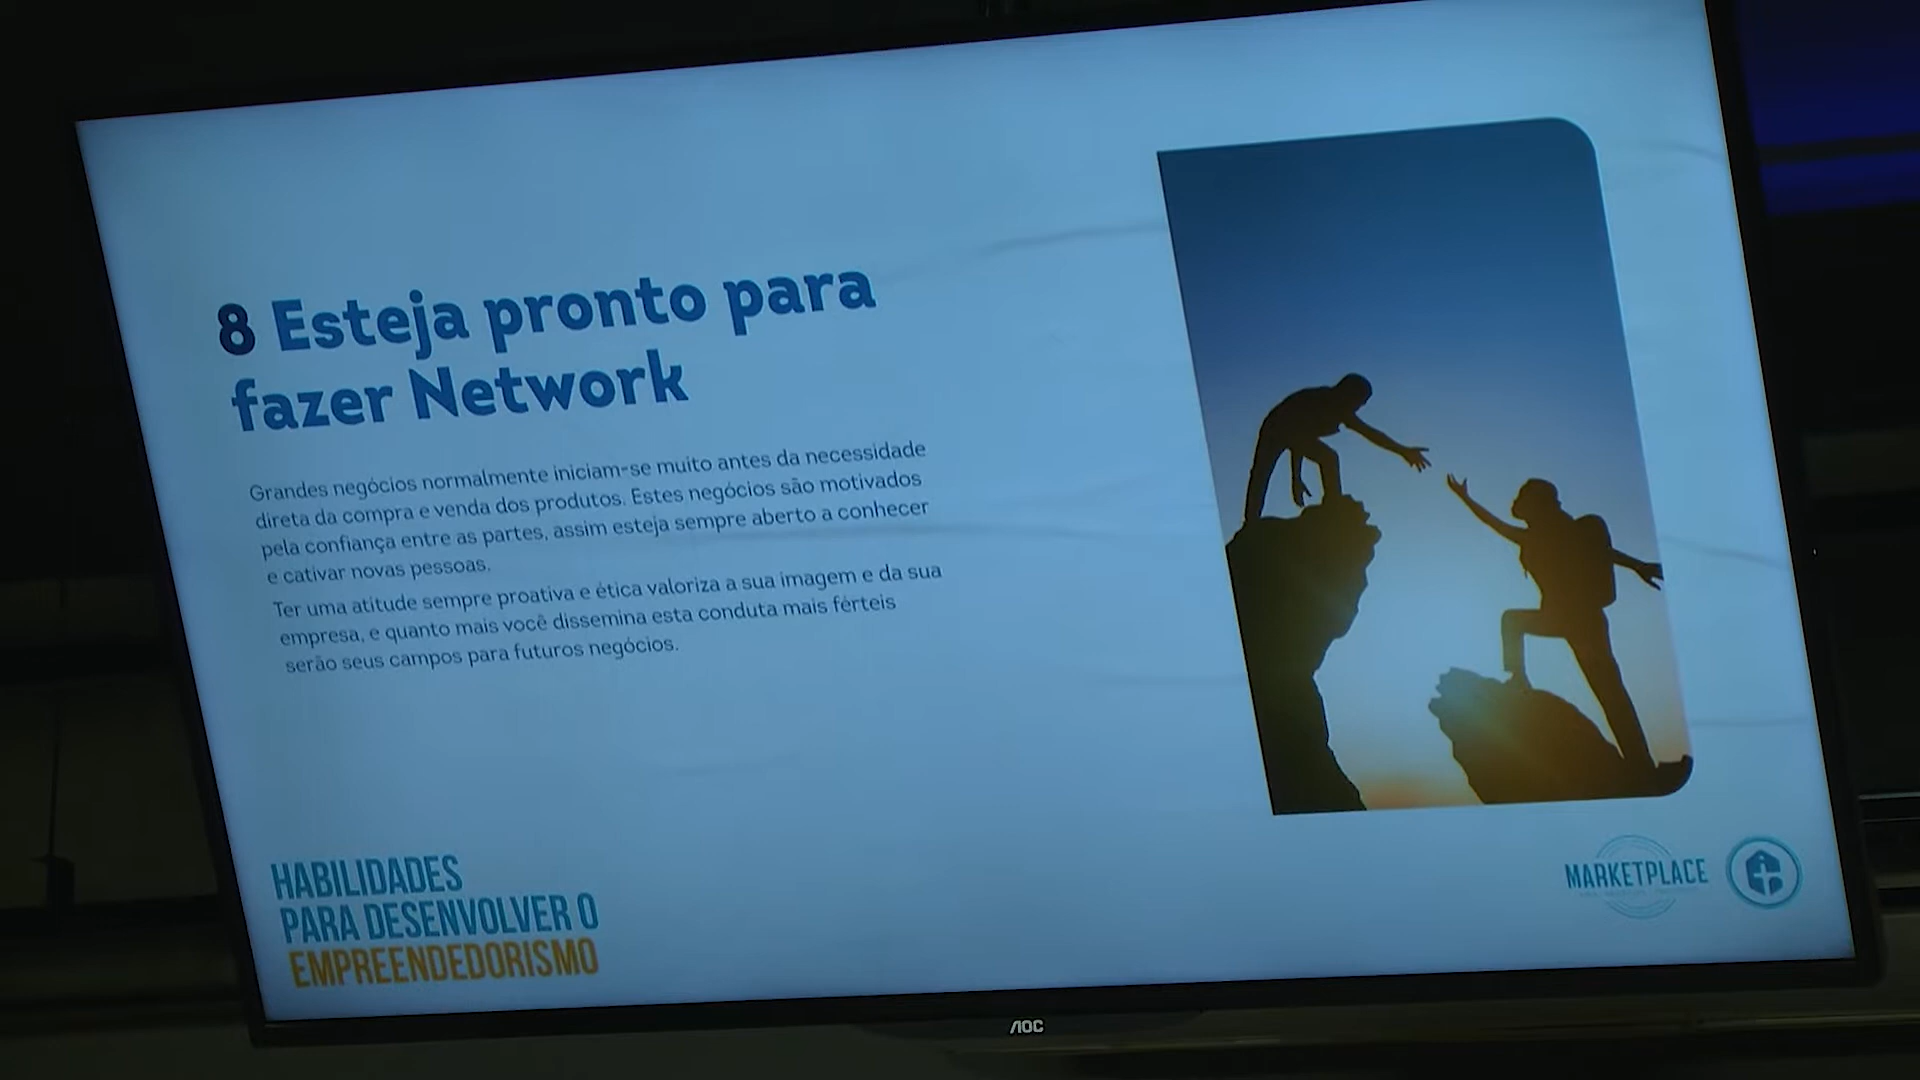 8 Esteja pronto para
fazer Network
Grandes negócios normalmente iniciam-se muito antes da necessidade
direta da compra e venda dos produtos. Estes negócios são motivados
pela confiança entre as partes, assim esteja sempre aberto a conhecer
e cativar novas pessoas.
Ter uma atitude sempre proativa e ética valoriza a sua imagem e da sua
empresa, e quanto mais você dissemina esta conduta mais férteis
serão seus campos para futuros negócios.
HABILIDADES
PARA DESENVOLVER O
EMPREENDEDORISMO
MARKETPLACE
AOC